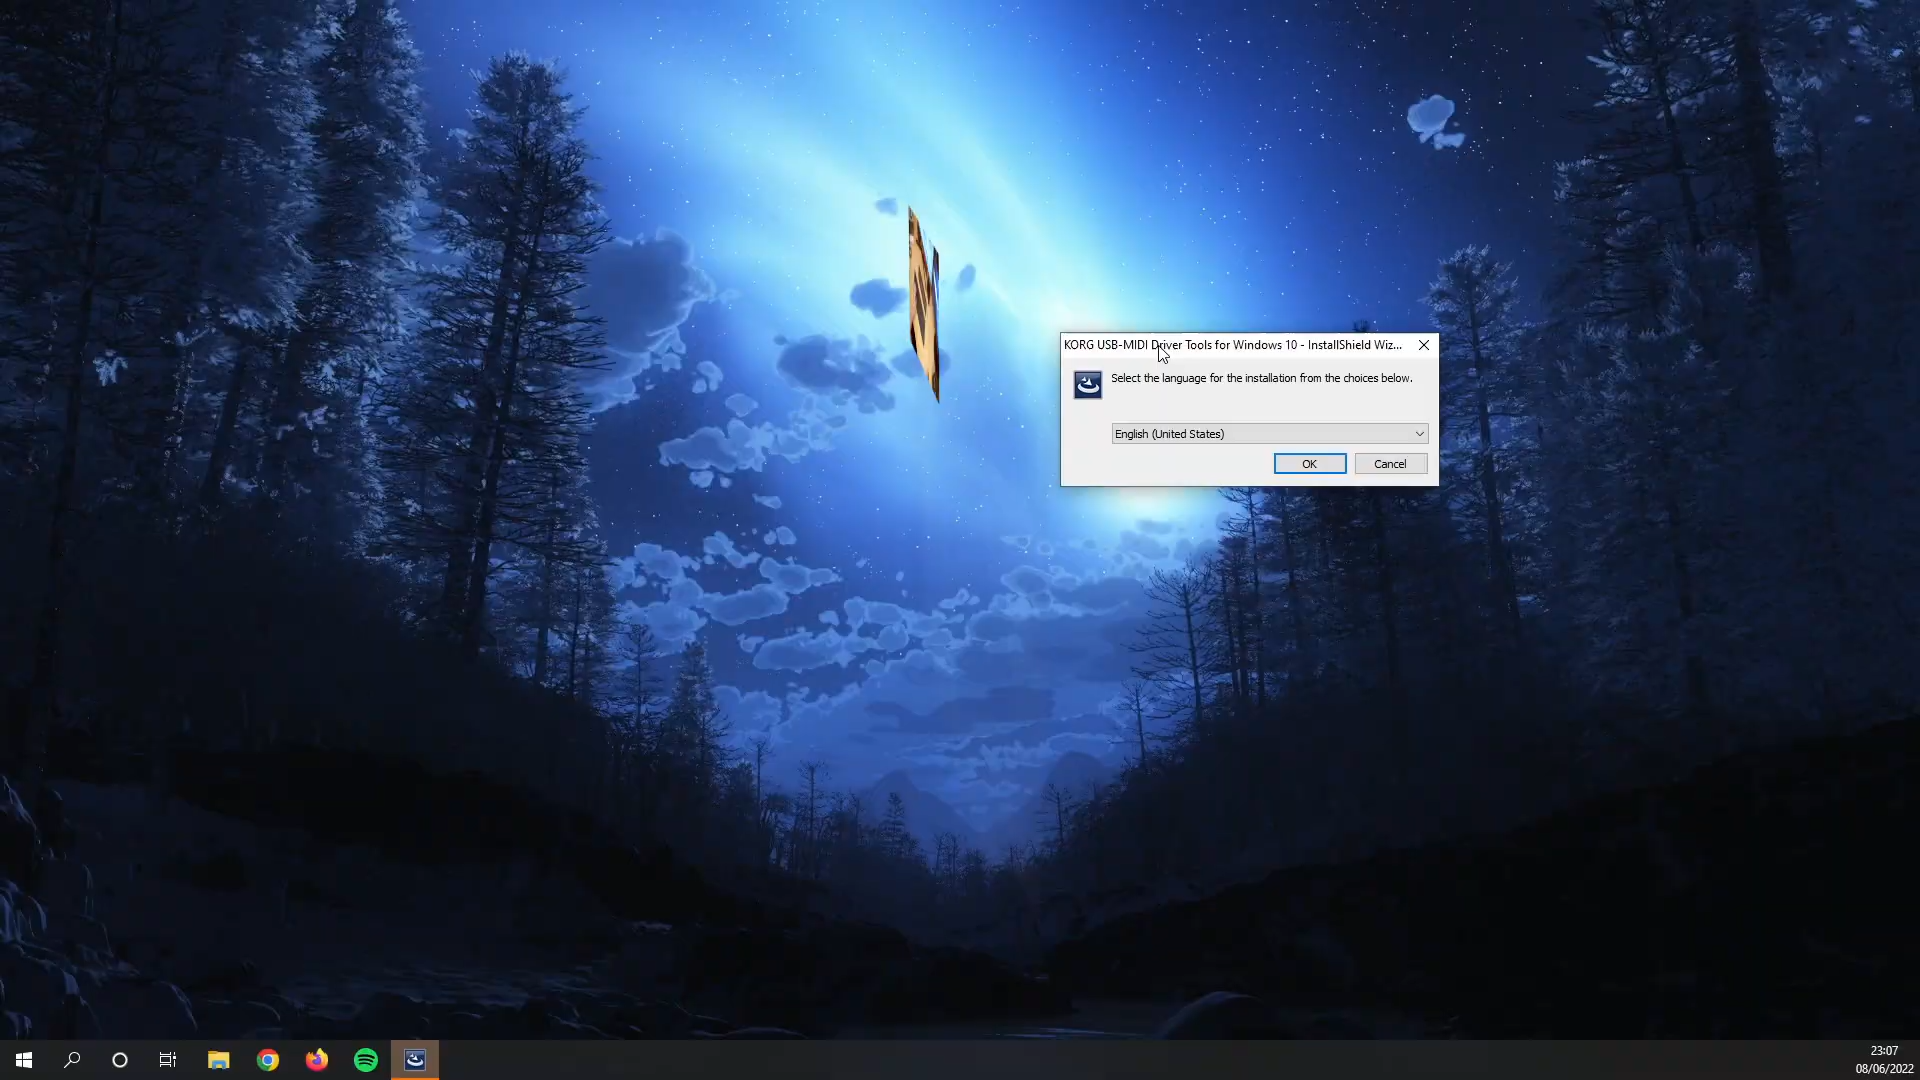 KORG USB-MIDI Driver Tools for Windows 10 - InstallShield Wiz...
Select the language for the installation from the choices below.
English (United States)
OK
Cancel
23:07
08/06/2022